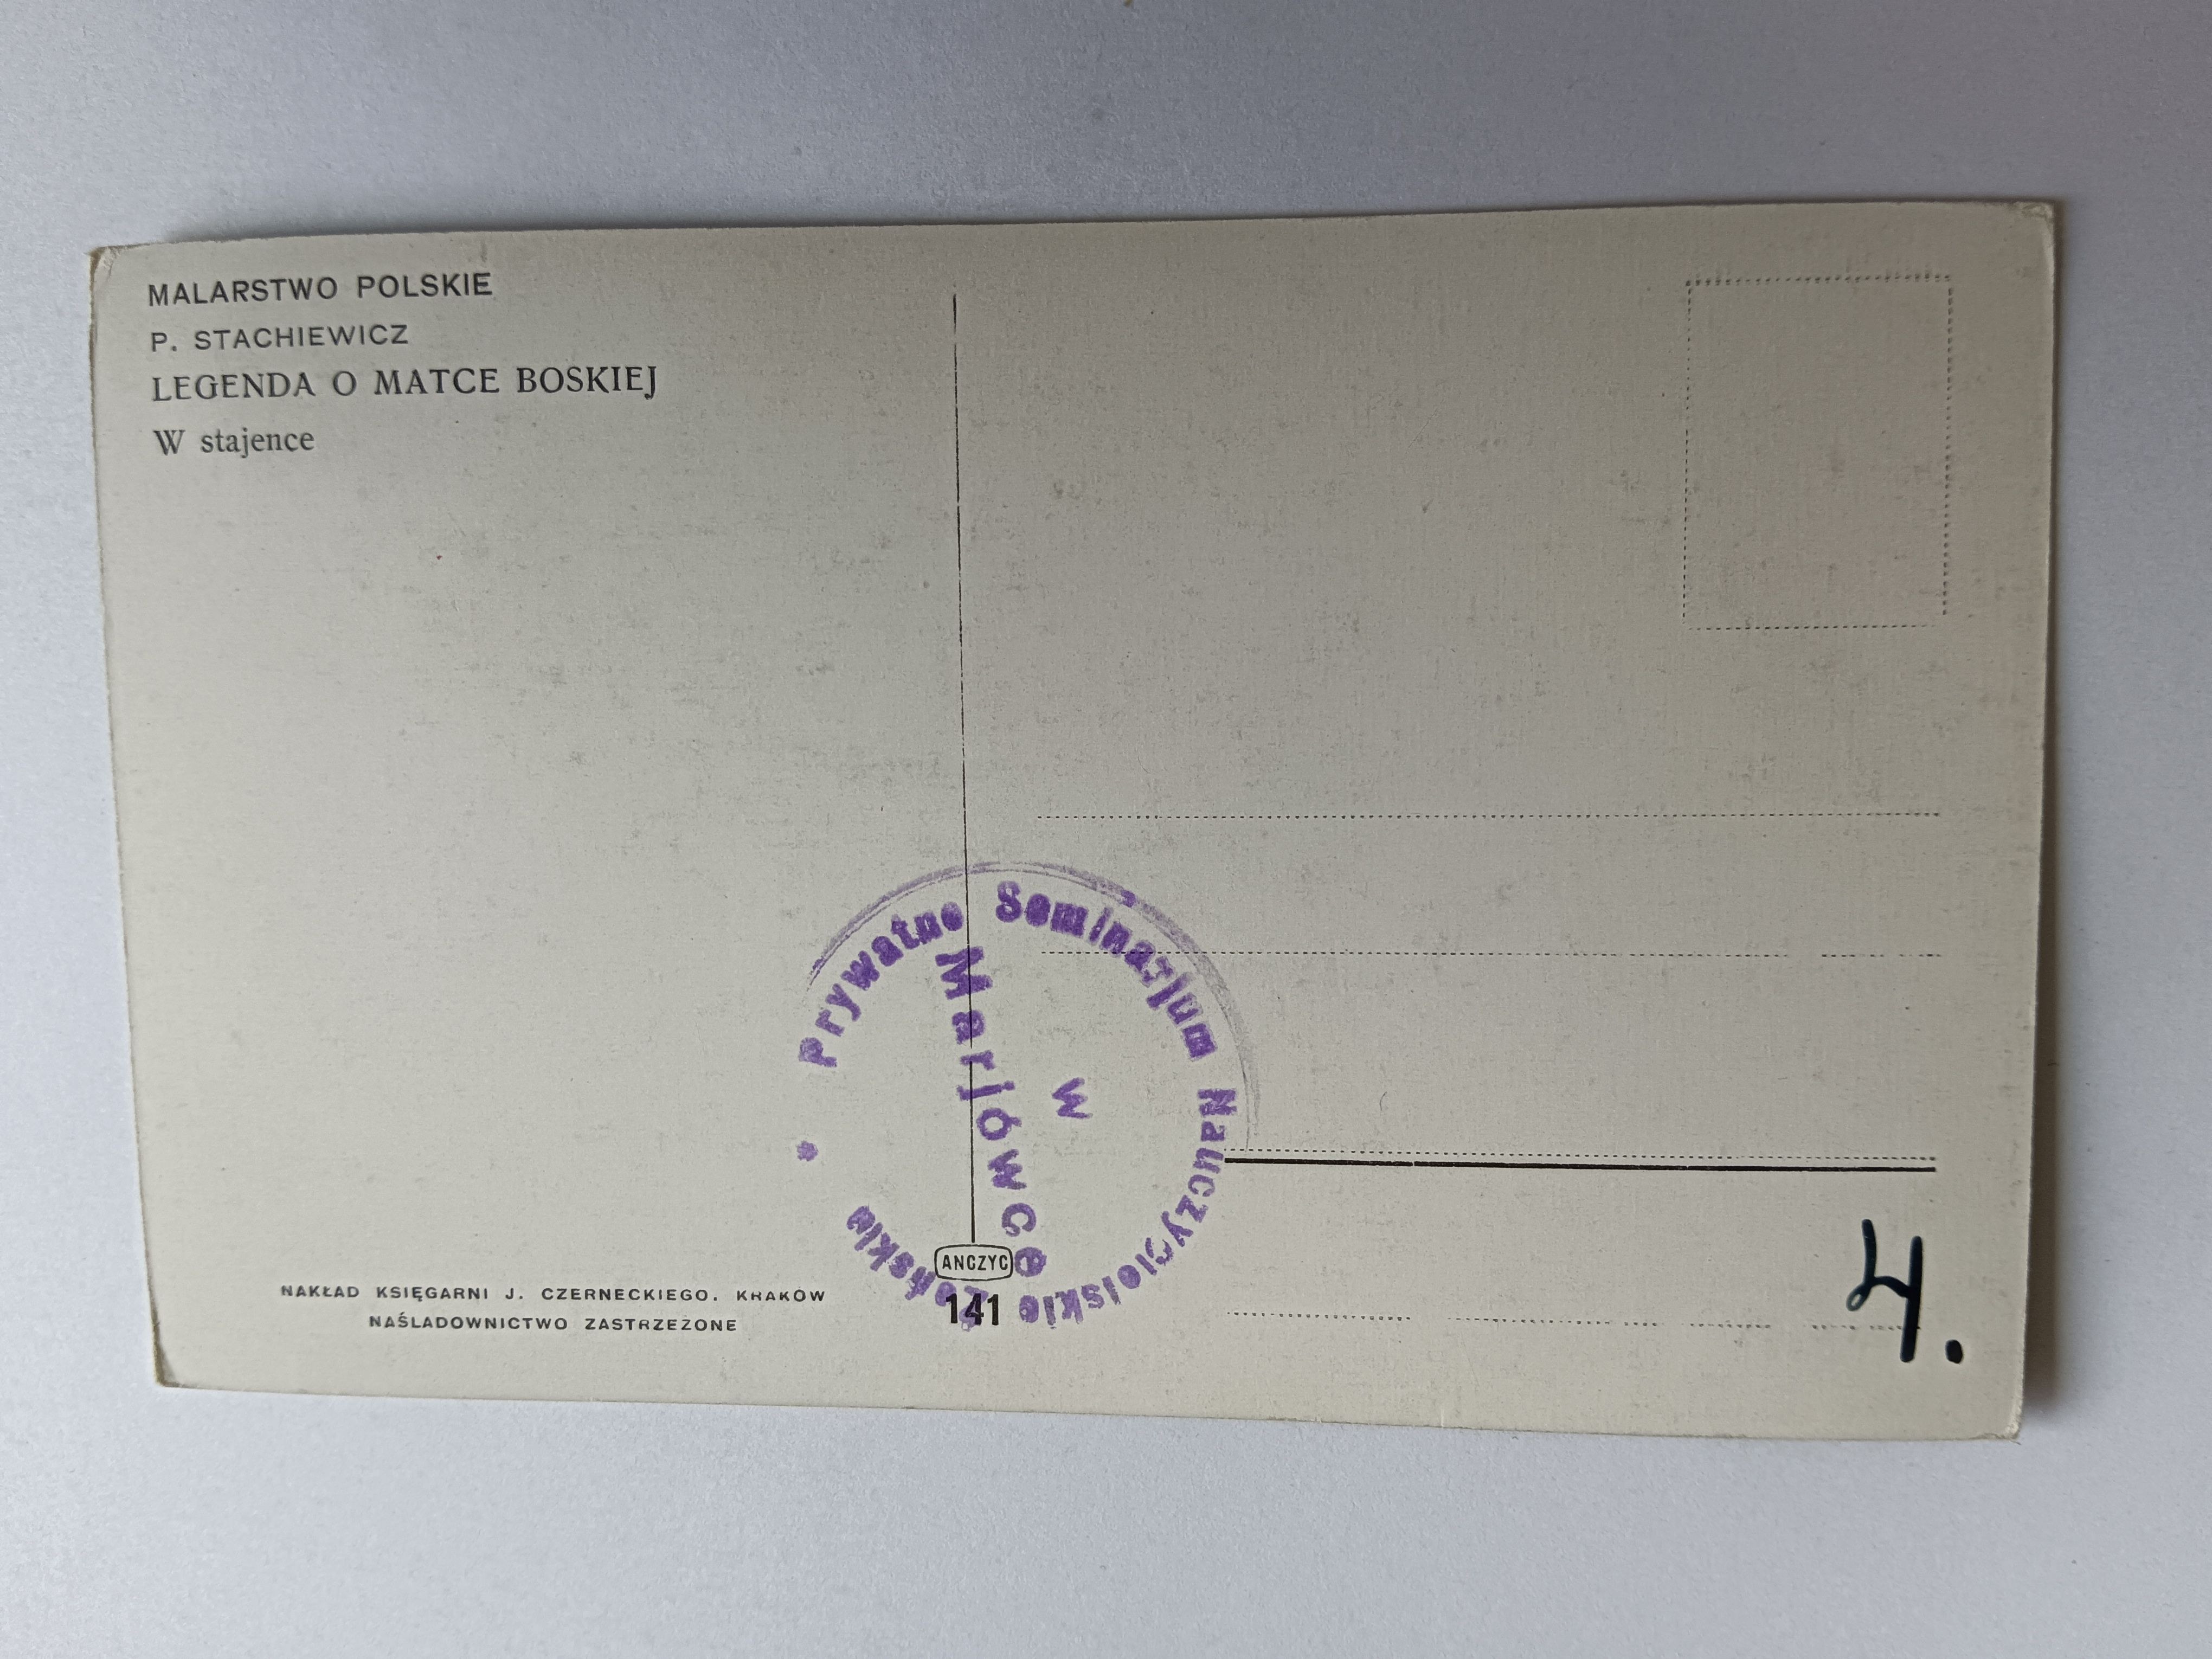 MALARSTWO POLSKIE
P. STACHIEWICZ
LEGENDA O MATCE BOSKIEJ
W stajence
Prywatne Seminarjum Nauczycielskie Żeńskie
w
Marjówce
ANCZYC
141
NAKŁAD KSIĘGARNI J. CZERNECKIEGO. KRAKÓW
NAŚLADOWNICTWO ZASTRZEŻONE
4.